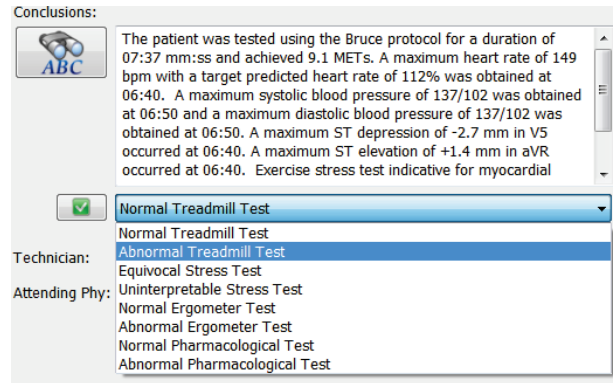 Conclusions:
ABC
The patient was tested using the Bruce protocol for a duration of
07:37 mm:ss and achieved 9.1 METs. A maximum heart rate of 149
bpm with a target predicted heart rate of 112% was obtained at
06:40.  A maximum systolic blood pressure of 137/102 was obtained
at 06:50 and a maximum diastolic blood pressure of 137/102 was
obtained at 06:50. A maximum ST depression of -2.7 mm in V5
occurred at 06:40. A maximum ST elevation of +1.4 mm in aVR
occurred at 06:40.  Exercise stress test indicative for myocardial
Normal Treadmill Test
Normal Treadmill Test
Technician:
Abnormal Treadmill Test
Equivocal Stress Test
Attending Phy:
Uninterpretable Stress Test
Normal Ergometer Test
Abnormal Ergometer Test
Normal Pharmacological Test
Abnormal Pharmacological Test